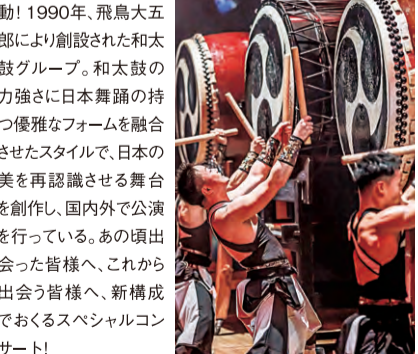 動! 1990年、飛鳥大五
郎により創設された和太
鼓グループ。和太鼓の
力強さに日本舞踊の持
つ優雅なフォームを融合
させたスタイルで、日本の
美を再認識させる舞台
を創作し、国内外で公演
を行っている。あの頃出
会った皆様へ、これから
出会う皆様へ、新構成
でおくるスペシャルコン
サート!